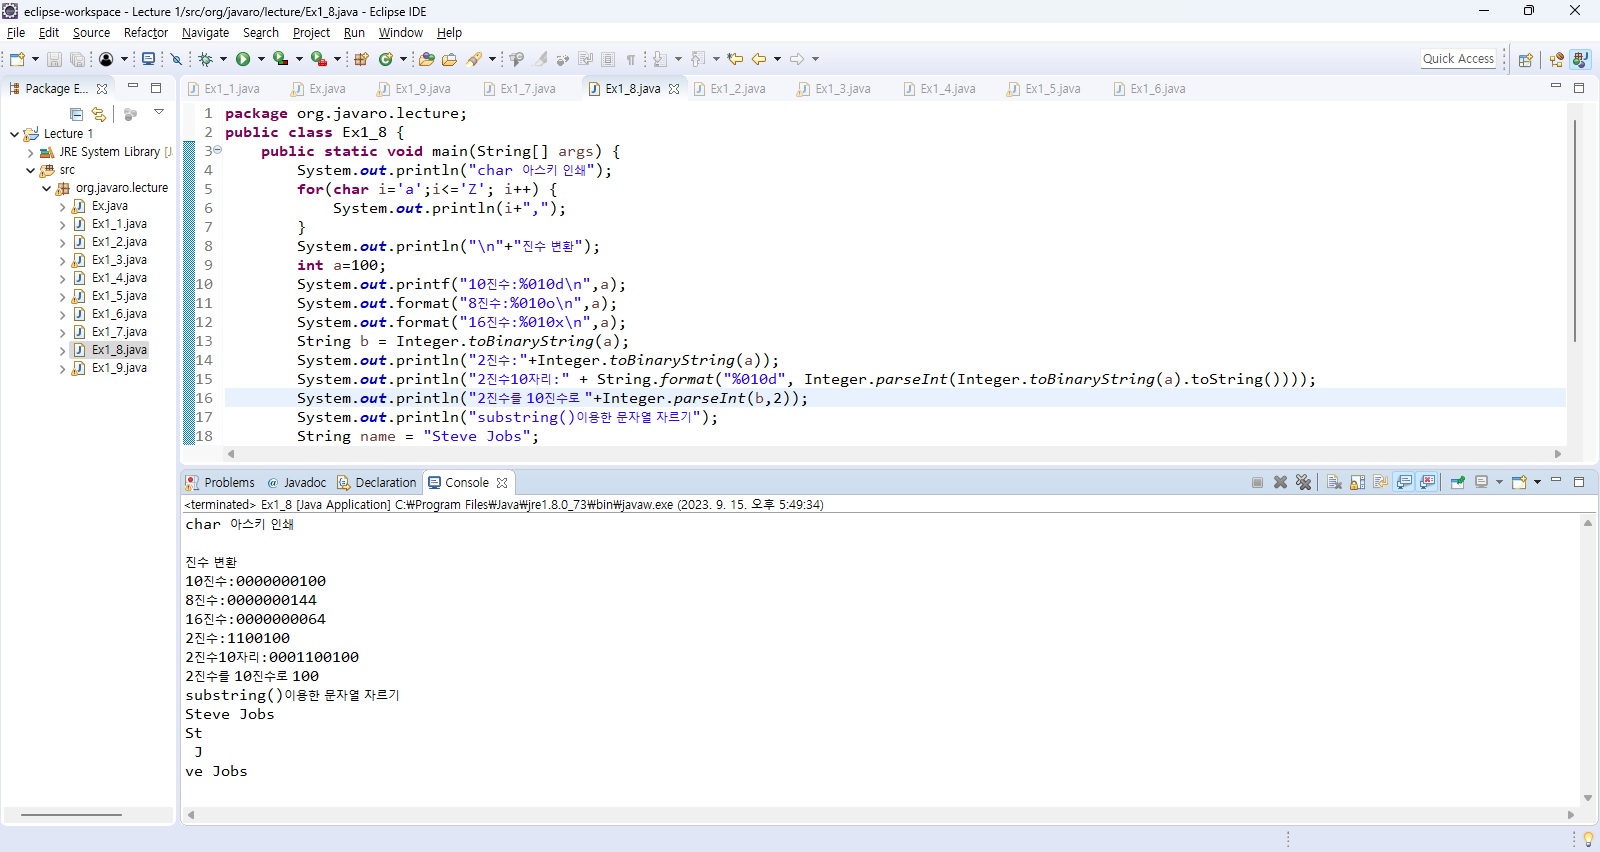 eclipse-workspace - Lecture 1/src/org/javaro/lecture/Ex1_8.java - Eclipse IDE
File Edit Source Refactor Navigate Search Project Run Window Help
Quick Access
Package E...
Ex1_1.java Ex.java Ex1_9.java Ex1_7.java Ex1_8.java Ex1_2.java Ex1_3.java Ex1_4.java Ex1_5.java Ex1_6.java
Lecture 1
JRE System Library [J
src
org.javaro.lecture
Ex.java
Ex1_1.java
Ex1_2.java
Ex1_3.java
Ex1_4.java
Ex1_5.java
Ex1_6.java
Ex1_7.java
Ex1_8.java
Ex1_9.java
1 package org.javaro.lecture;
2 public class Ex1_8 {
3 public static void main(String[] args) {
4 System.out.println("char 아스키 인쇄");
5 for(char i='a';i<='Z'; i++) {
6 System.out.println(i+",");
7 }
8 System.out.println("\n"+"진수 변환");
9 int a=100;
10 System.out.printf("10진수:%010d\n",a);
11 System.out.format("8진수:%010o\n",a);
12 System.out.format("16진수:%010x\n",a);
13 String b = Integer.toBinaryString(a);
14 System.out.println("2진수:"+Integer.toBinaryString(a));
15 System.out.println("2진수10자리:" + String.format("%010d", Integer.parseInt(Integer.toBinaryString(a).toString())));
16 System.out.println("2진수를 10진수로 "+Integer.parseInt(b,2));
17 System.out.println("substring()이용한 문자열 자르기");
18 String name = "Steve Jobs";
Problems @ Javadoc Declaration Console
<terminated> Ex1_8 [Java Application] C:₩Program Files₩Java₩jre1.8.0_73₩bin₩javaw.exe (2023. 9. 15. 오후 5:49:34)
char 아스키 인쇄
진수 변환
10진수:0000000100
8진수:0000000144
16진수:0000000064
2진수:1100100
2진수10자리:0001100100
2진수를 10진수로 100
substring()이용한 문자열 자르기
Steve Jobs
St
J
ve Jobs